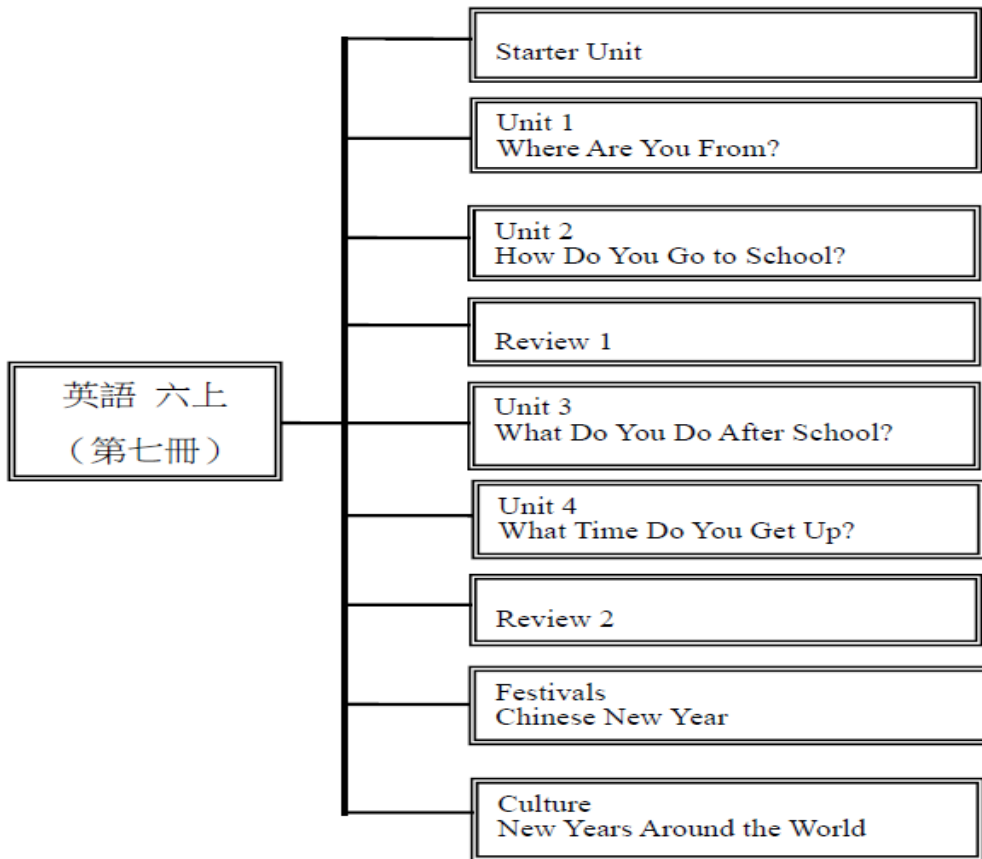 英語 六上
（第七冊）
Starter Unit
Unit 1
Where Are You From?
Unit 2
How Do You Go to School?
Review 1
Unit 3
What Do You Do After School?
Unit 4
What Time Do You Get Up?
Review 2
Festivals
Chinese New Year
Culture
New Years Around the World